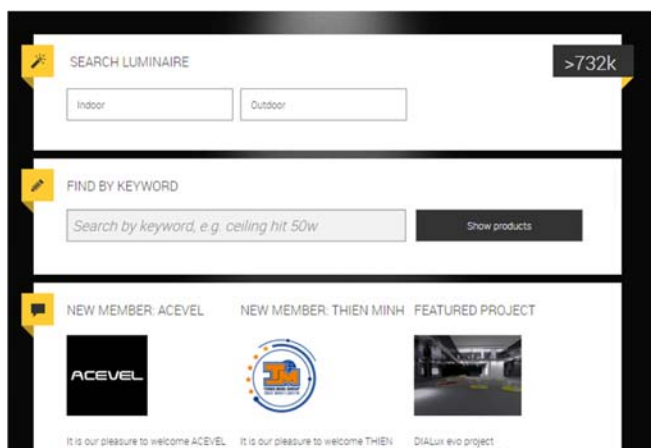 SEARCH LUMINAIRE
>732k
Indoor
Outdoor
FIND BY KEYWORD
Search by keyword, e.g. ceiling hit 50w
Show products
NEW MEMBER: ACEVEL
NEW MEMBER: THIEN MINH
FEATURED PROJECT
ACEVEL
TM
It is our pleasure to welcome ACEVEL
It is our pleasure to welcome THIEN
DIALux evo project